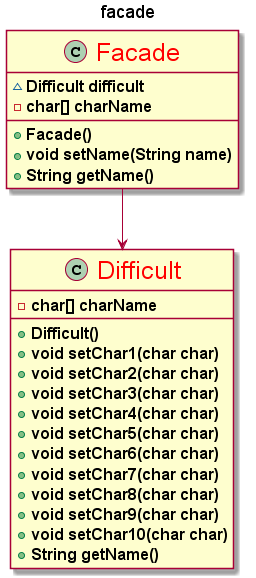 facade
C Facade
~ Difficult difficult
char[] charName
Facade()
void setName(String name)
String getName()
C Difficult
char[] charName
Difficult()
void setChar1(char char)
void setChar2(char char)
void setChar3(char char)
void setChar4(char char)
void setChar5(char char)
void setChar6(char char)
void setChar7(char char)
void setChar8(char char)
void setChar9(char char)
void setChar10(char char)
String getName()